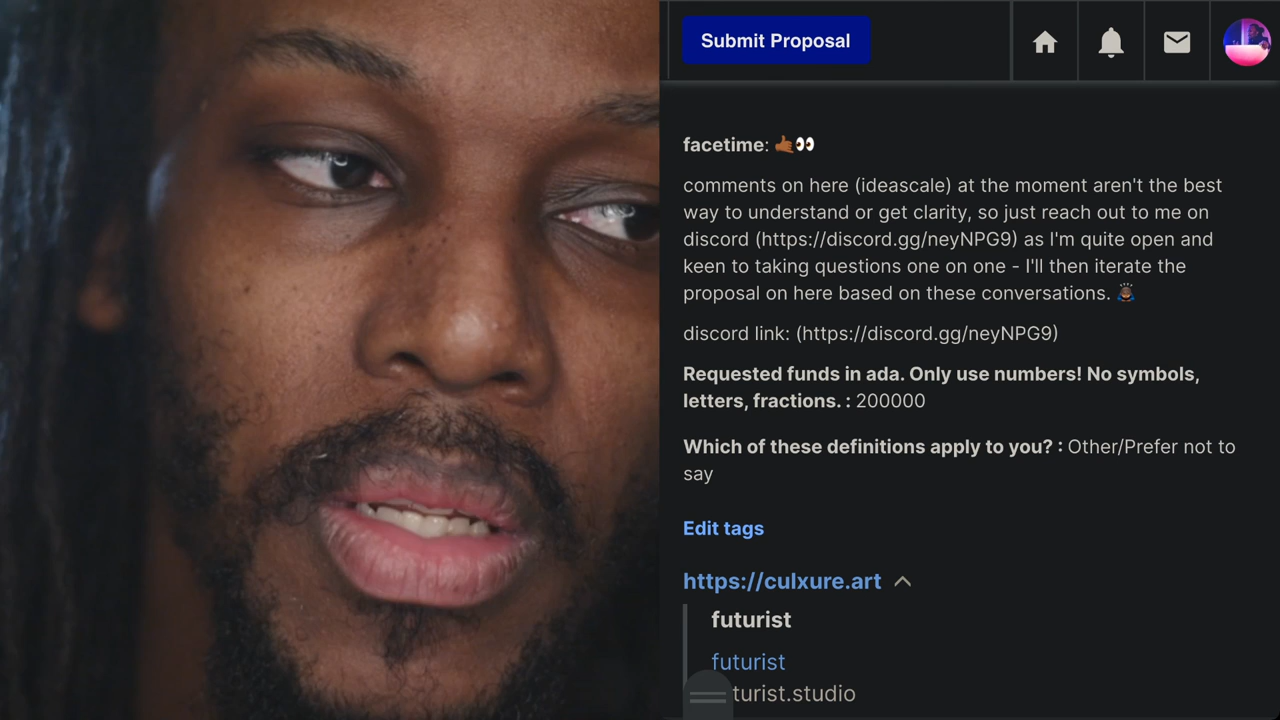 Submit Proposal
facetime: 🤙🏾👀
comments on here (ideascale) at the moment aren't the best
way to understand or get clarity, so just reach out to me on
discord (https://discord.gg/neyNPG9) as I'm quite open and
keen to taking questions one on one - I'll then iterate the
proposal on here based on these conversations. 🙇🏾
discord link: (https://discord.gg/neyNPG9)
Requested funds in ada. Only use numbers! No symbols,
letters, fractions. : 200000
Which of these definitions apply to you? : Other/Prefer not to
say
Edit tags
https://culxure.art
futurist
futurist
turist.studio